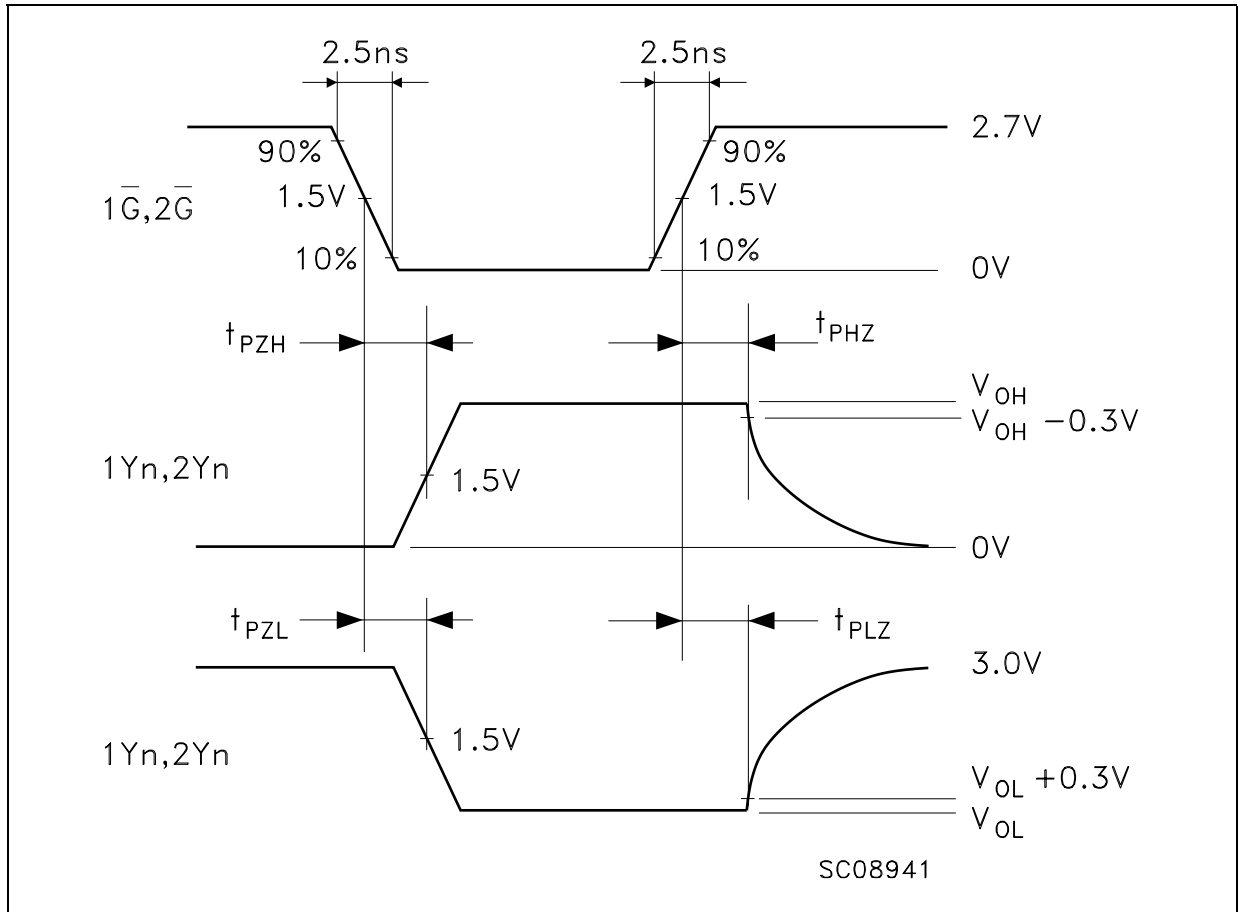 2.5ns 2.5ns
2.7V
90% 90%
1G̅,2G̅ 1.5V 1.5V
10% 10%
0V
tPZH tPHZ
VOH
VOH −0.3V
1Yn,2Yn 1.5V
0V
tPZL tPLZ
3.0V
1Yn,2Yn 1.5V
VOL +0.3V
VOL
SC08941